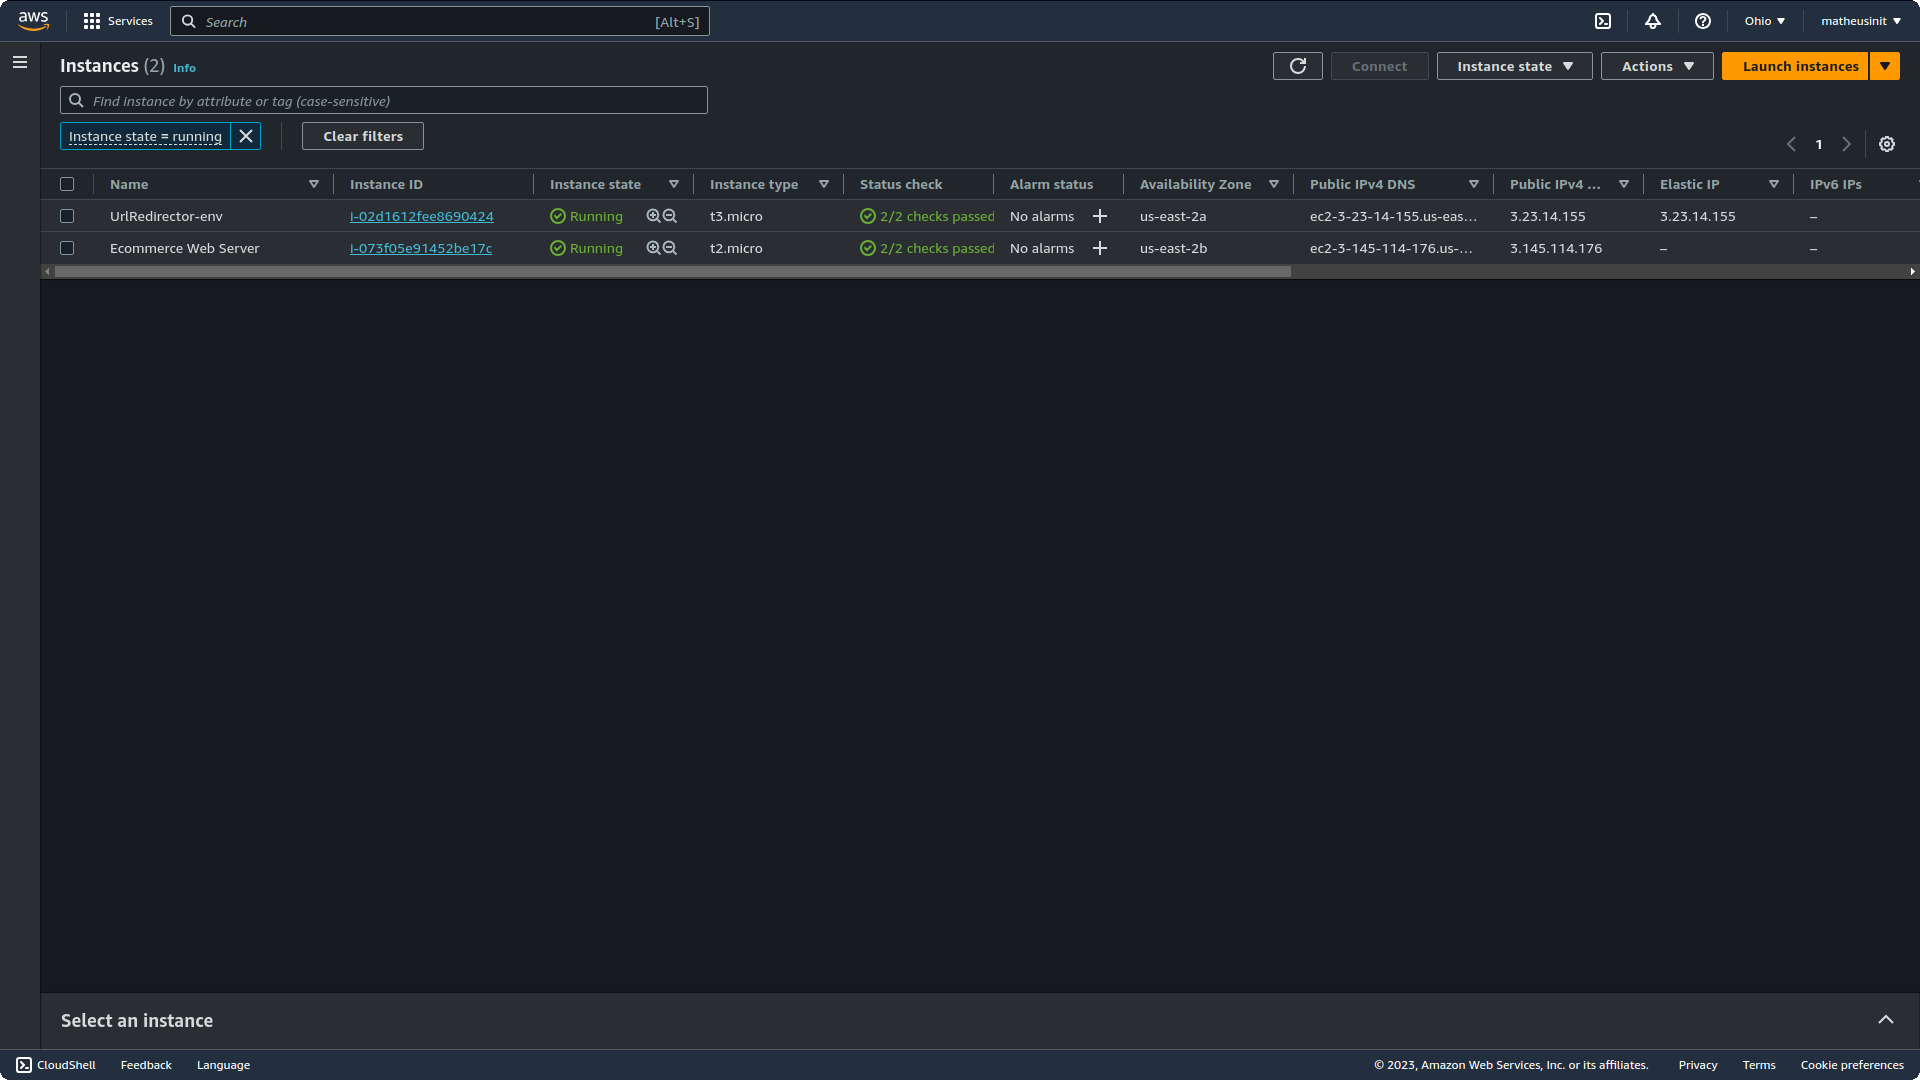 aws Services Search [Alt+S] Ohio matheusinit
Instances (2) Info Connect Instance state Actions Launch instances
Find instance by attribute or tag (case-sensitive)
Instance state = running Clear filters
1
Name Instance ID Instance state Instance type Status check Alarm status Availability Zone Public IPv4 DNS Public IPv4 ... Elastic IP IPv6 IPs
UrlRedirector-env i-02d1612fee8690424 Running t3.micro 2/2 checks passed No alarms us-east-2a ec2-3-23-14-155.us-eas... 3.23.14.155 3.23.14.155 –
Ecommerce Web Server i-073f05e91452be17c Running t2.micro 2/2 checks passed No alarms us-east-2b ec2-3-145-114-176.us-... 3.145.114.176 – –
Select an instance
CloudShell Feedback Language © 2023, Amazon Web Services, Inc. or its affiliates. Privacy Terms Cookie preferences